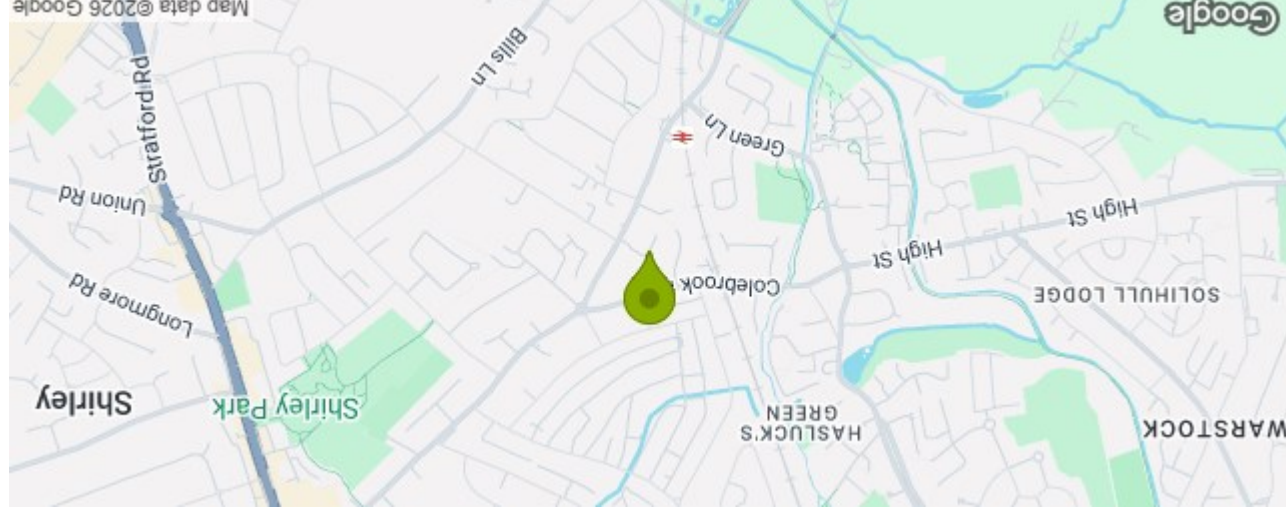 WARSTOCK
HASLUCK'S
GREEN
Shirley Park
Shirley
SOLIHULL LODGE
Colebrook
Longmore Rd
High St
High St
Union Rd
Green Ln
Stratford Rd
Bills Ln
Google
Map data ©2026 Google